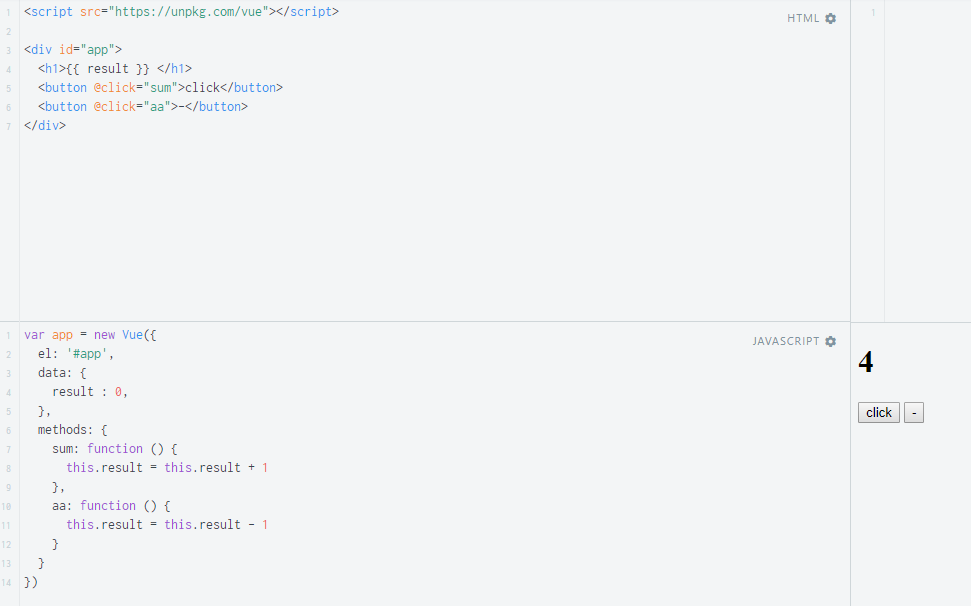 1 <script src="https://unpkg.com/vue"></script>
HTML
2
3 <div id="app">
4 <h1>{{ result }} </h1>
5 <button @click="sum">click</button>
6 <button @click="aa">-</button>
7 </div>
1
1 var app = new Vue({
JAVASCRIPT
2 el: '#app',
3 data: {
4 result : 0,
5 },
6 methods: {
7 sum: function () {
8 this.result = this.result + 1
9 },
10 aa: function () {
11 this.result = this.result - 1
12 }
13 }
14 })
4
click -